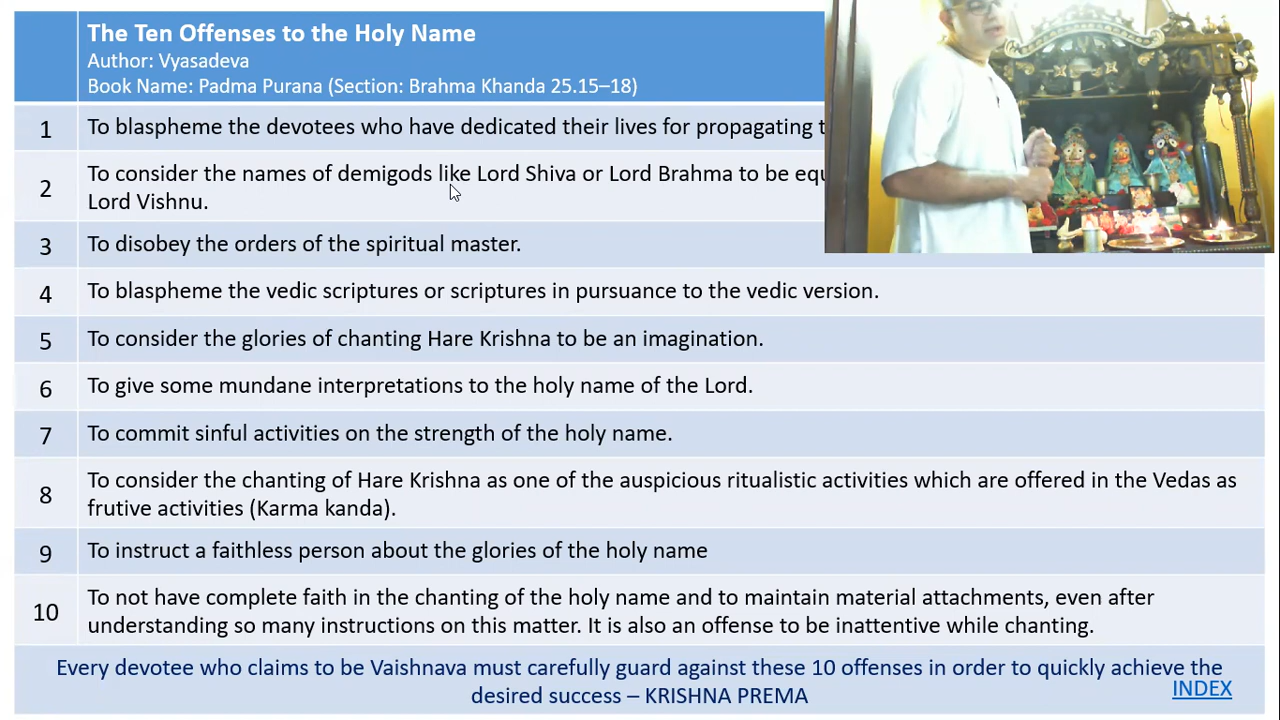 The Ten Offenses to the Holy Name
Author: Vyasadeva
Book Name: Padma Purana (Section: Brahma Khanda 25.15–18)
1 To blaspheme the devotees who have dedicated their lives for propagating
2 To consider the names of demigods like Lord Shiva or Lord Brahma to be
Lord Vishnu.
3 To disobey the orders of the spiritual master.
4 To blaspheme the vedic scriptures or scriptures in pursuance to the vedic version.
5 To consider the glories of chanting Hare Krishna to be an imagination.
6 To give some mundane interpretations to the holy name of the Lord.
7 To commit sinful activities on the strength of the holy name.
8 To consider the chanting of Hare Krishna as one of the auspicious ritualistic activities which are offered in the Vedas as
frutive activities (Karma kanda).
9 To instruct a faithless person about the glories of the holy name
10 To not have complete faith in the chanting of the holy name and to maintain material attachments, even after
understanding so many instructions on this matter. It is also an offense to be inattentive while chanting.
Every devotee who claims to be Vaishnava must carefully guard against these 10 offenses in order to quickly achieve the
desired success – KRISHNA PREMA
INDEX